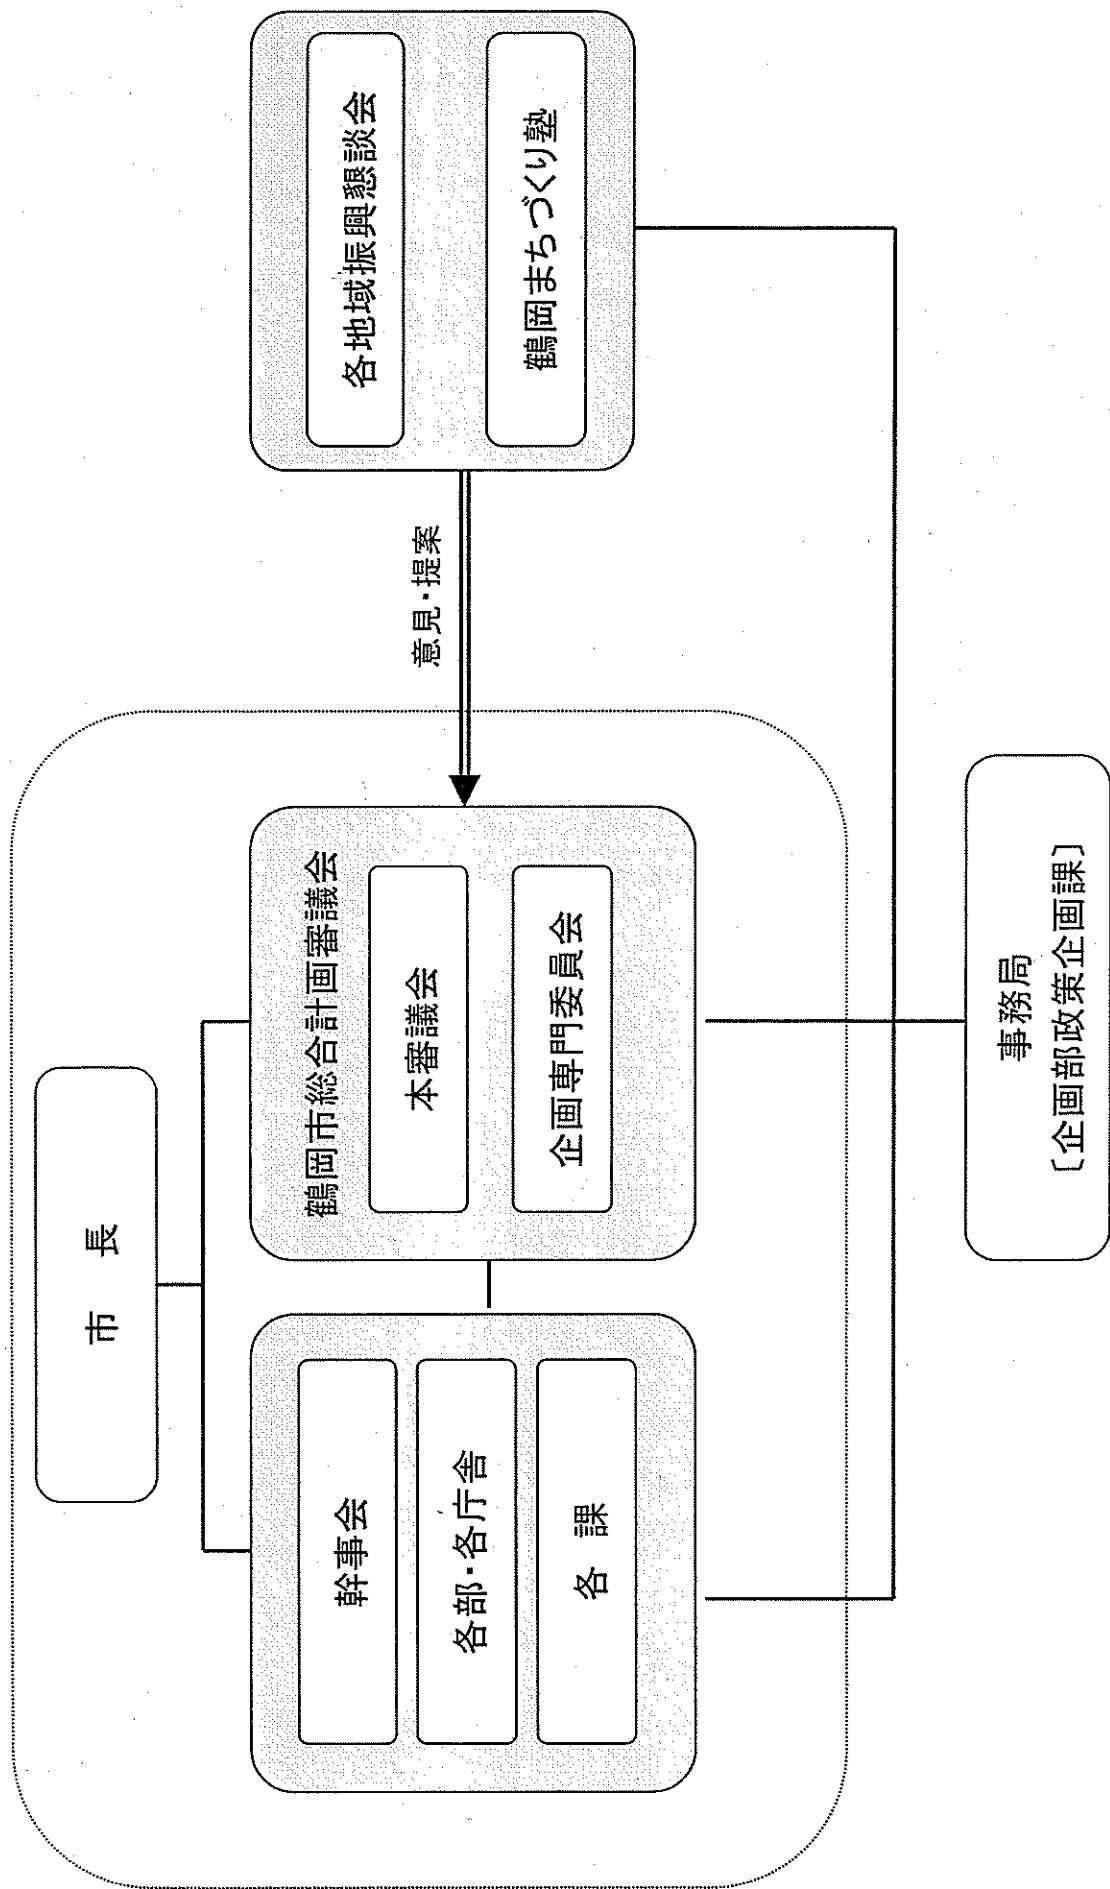 市　長
幹事会
各部・各庁舎
各　課
鶴岡市総合計画審議会
本審議会
企画専門委員会
意見・提案
各地域振興懇談会
鶴岡まちづくり塾
事務局
〔企画部政策企画課〕